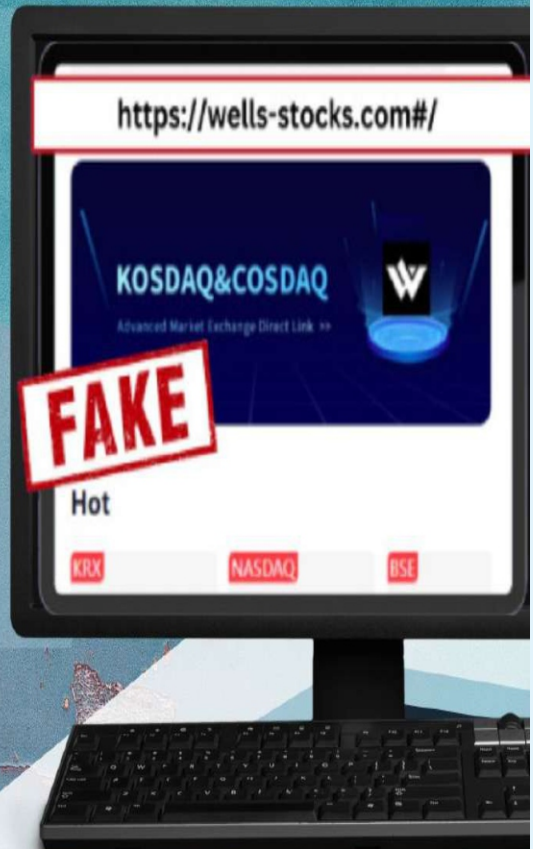 https://wells-stocks.com#/
KOSDAQ&COSDAQ
Advanced Market Exchange Direct Link >>
FAKE
Hot
KRX
NASDAQ
BSE